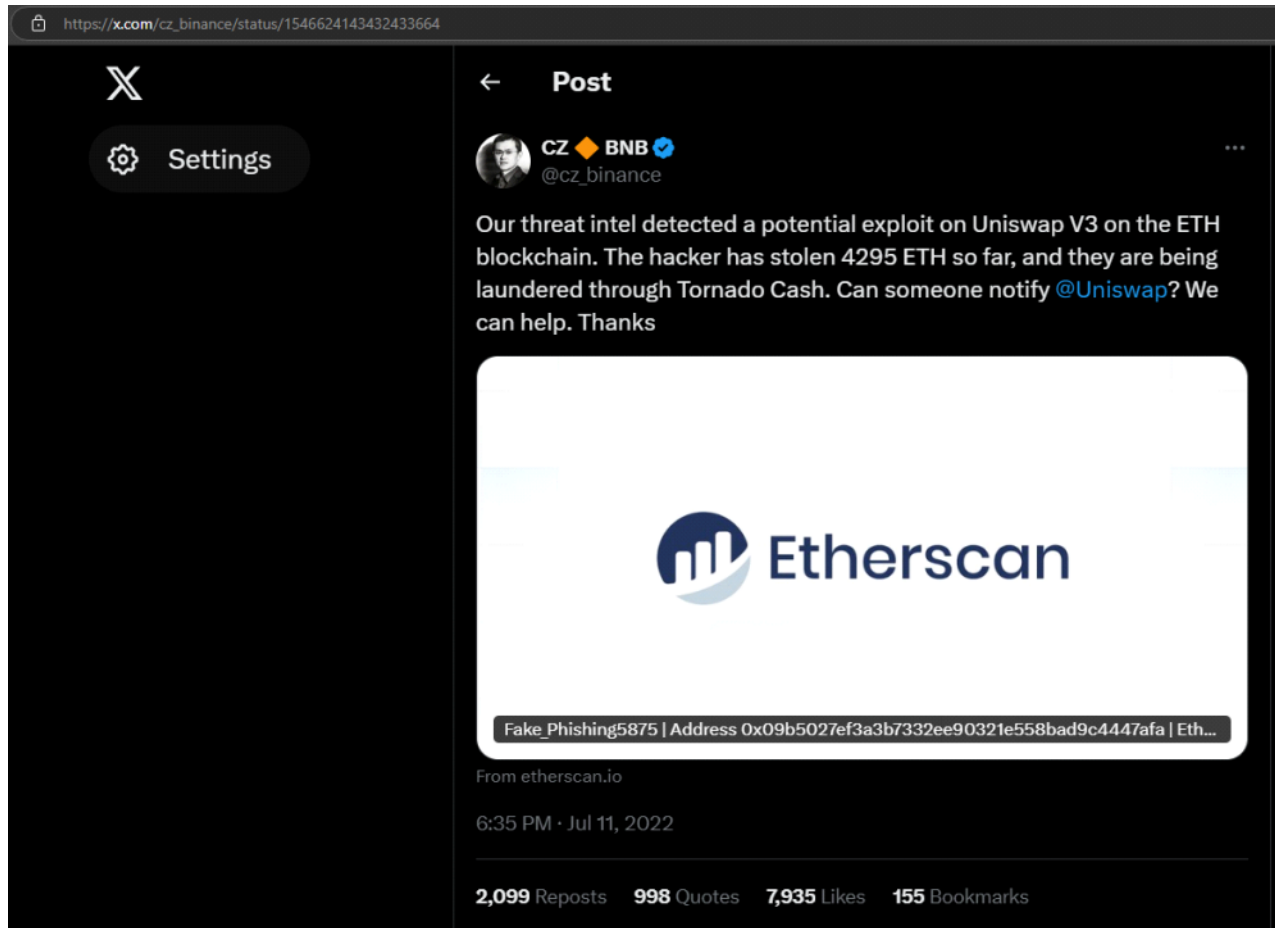 https://x.com/cz_binance/status/1546624143432433664
X
Settings
Post
CZ 🔶 BNB
@cz_binance
Our threat intel detected a potential exploit on Uniswap V3 on the ETH
blockchain. The hacker has stolen 4295 ETH so far, and they are being
laundered through Tornado Cash. Can someone notify @Uniswap? We
can help. Thanks
Etherscan
Fake_Phishing5875 | Address 0x09b5027ef3a3b7332ee90321e558bad9c4447afa | Eth...
From etherscan.io
6:35 PM · Jul 11, 2022
2,099 Reposts 998 Quotes 7,935 Likes 155 Bookmarks